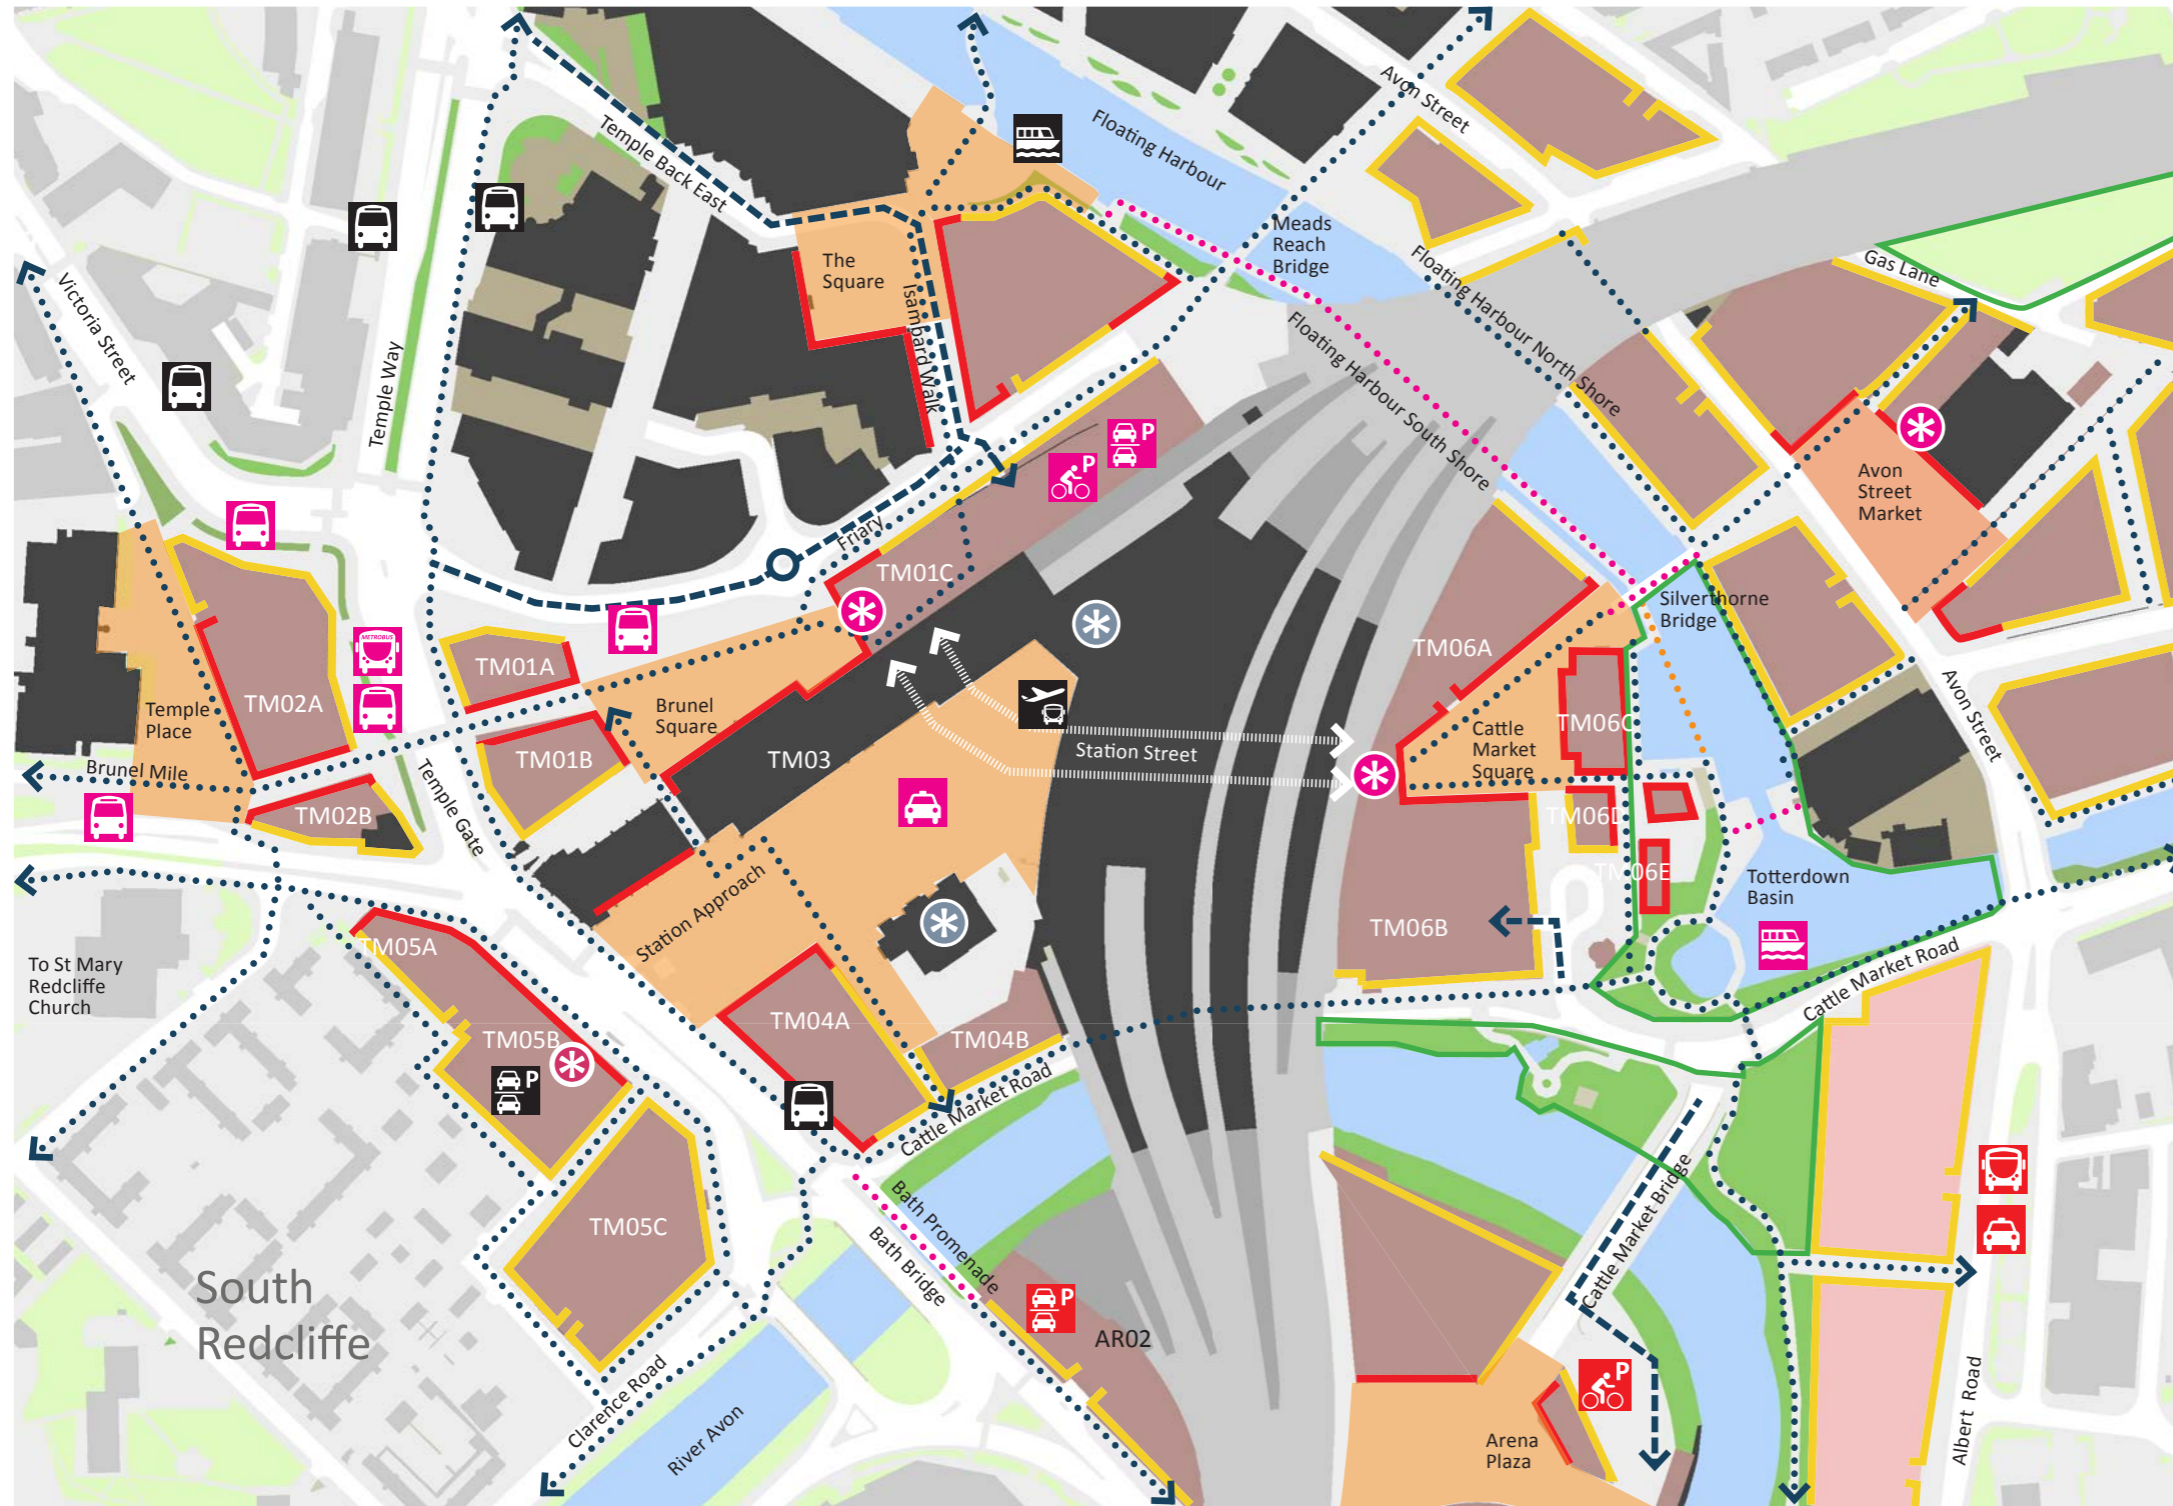 Avon Street
Floating Harbour
Temple Back East
Meads
Reach
Bridge
The
Square
Isambard Walk
Floating Harbour North Shore
Floating Harbour South Shore
Gas Lane
Victoria Street
Temple Way
P
P
Avon
Street
Market
Friary
TM01C
METROBUS
TM01A
Silverthorne
Bridge
TM06A
TM02A
Temple
Place
Brunel
Square
TM01B
TM03
Station Street
Cattle
Market
Square
TM06C
Avon Street
Brunel Mile
TM02B
Temple Gate
TM06D
TM06E
Totterdown
Basin
Station Approach
TM06B
TM05A
To St Mary
Redcliffe
Church
Cattle Market Road
TM04A
TM04B
TM05B
P
Cattle Market Road
Bath Promenade
Bath Bridge
Cattle Market Bridge
TM05C
South
Redcliffe
P
AR02
Clarence Road
River Avon
P
Arena
Plaza
Albert Road